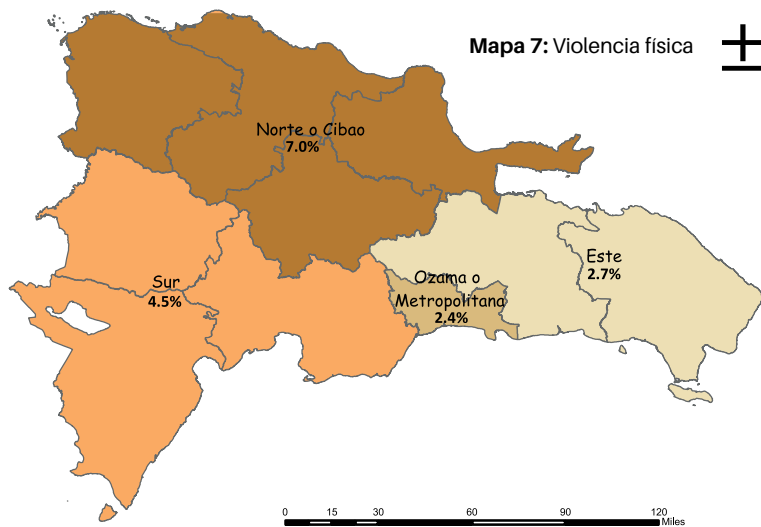 Mapa 7: Violencia física
Norte o Cibao
7.0%
Sur
4.5%
Ozama o
Metropolitana
2.4%
Este
2.7%
0 15 30 60 90 120
Miles